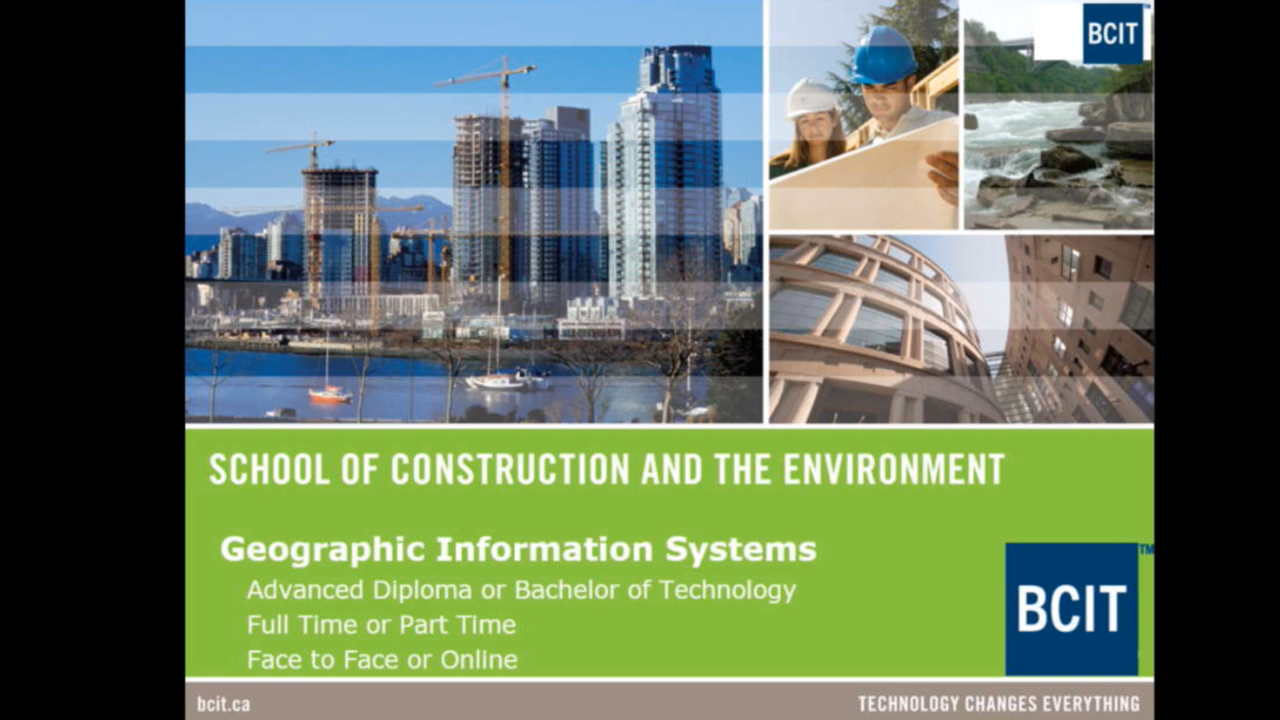 BCIT
SCHOOL OF CONSTRUCTION AND THE ENVIRONMENT
Geographic Information Systems
Advanced Diploma or Bachelor of Technology
Full Time or Part Time
Face to Face or Online
BCIT™
bcit.ca
TECHNOLOGY CHANGES EVERYTHING